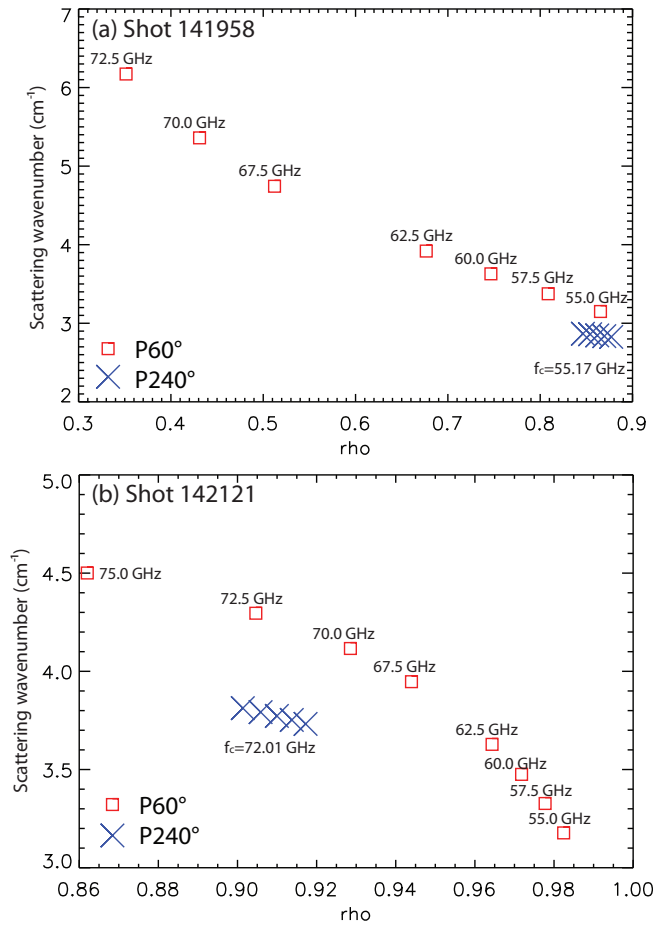 (a) Shot 141958
7
6
5
4
3
2
Scattering wavenumber (cm⁻¹)
72.5 GHz
70.0 GHz
67.5 GHz
62.5 GHz
60.0 GHz
57.5 GHz
55.0 GHz
P60°
P240°
f_c=55.17 GHz
0.3 0.4 0.5 0.6 0.7 0.8 0.9
rho
(b) Shot 142121
5.0
4.5
4.0
3.5
3.0
Scattering wavenumber (cm⁻¹)
75.0 GHz
72.5 GHz
70.0 GHz
67.5 GHz
f_c=72.01 GHz
62.5 GHz
60.0 GHz
57.5 GHz
55.0 GHz
P60°
P240°
0.86 0.90 0.92 0.94 0.96 0.98 1.00
rho